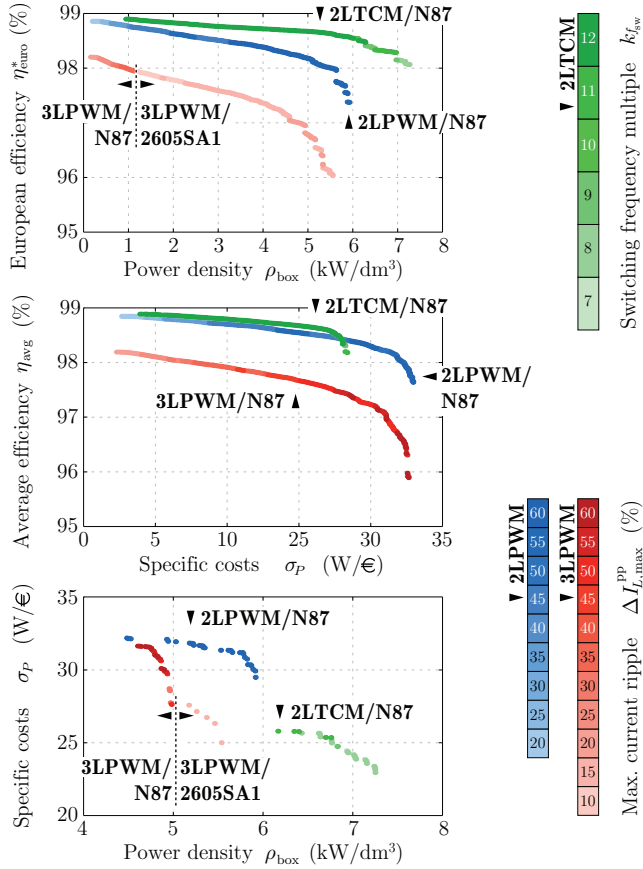 European efficiency η*euro (%)
99
98
97
96
95
2LTCM/N87
3LPWM/
N87
3LPWM/
2605SA1
2LPWM/N87
0 1 2 3 4 5 6 7 8
Power density ρbox (kW/dm³)
Average efficiency ηavg (%)
99
98
97
96
95
2LTCM/N87
3LPWM/N87
2LPWM/
N87
5 10 25 30 35
Specific costs σP (W/€)
Specific costs σP (W/€)
35
30
25
20
2LPWM/N87
2LTCM/N87
3LPWM/
N87
3LPWM/
2605SA1
4 5 6 7 8
Power density ρbox (kW/dm³)
2LTCM
12
11
10
9
8
7
Switching frequency multiple kfsw
2LPWM
60
55
50
45
40
35
30
25
20
3LPWM
60
55
50
45
40
35
30
25
20
15
10
Max. current ripple ΔIppL,max (%)